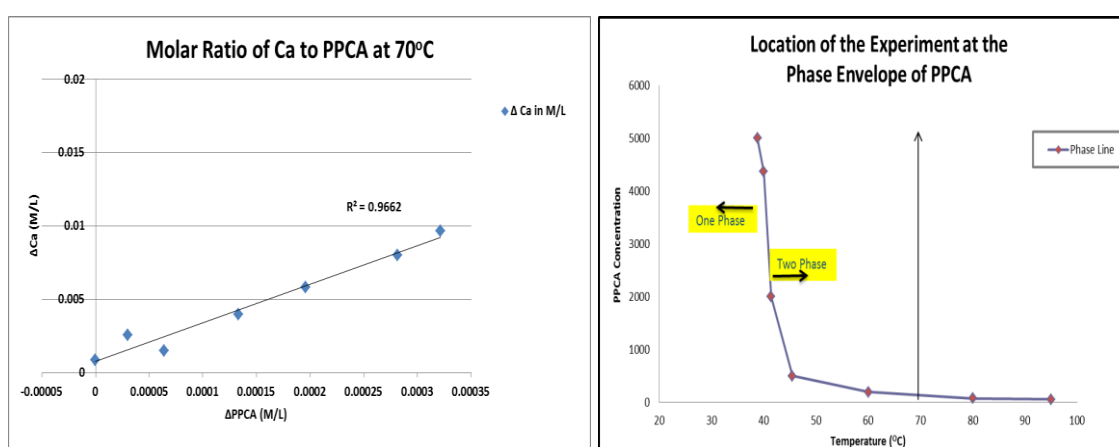 Molar Ratio of Ca to PPCA at 70°C
0.02
0.015
0.01
0.005
0
ΔCa (M/L)
R² = 0.9662
Δ Ca in M/L
-0.00005 0 0.00005 0.0001 0.00015 0.0002 0.00025 0.0003 0.00035
ΔPPCA (M/L)
Location of the Experiment at the
Phase Envelope of PPCA
6000
5000
4000
3000
2000
1000
0
PPCA Concentration
One Phase
Two Phase
Phase Line
20 30 40 50 60 70 80 90 100
Temperature (°C)